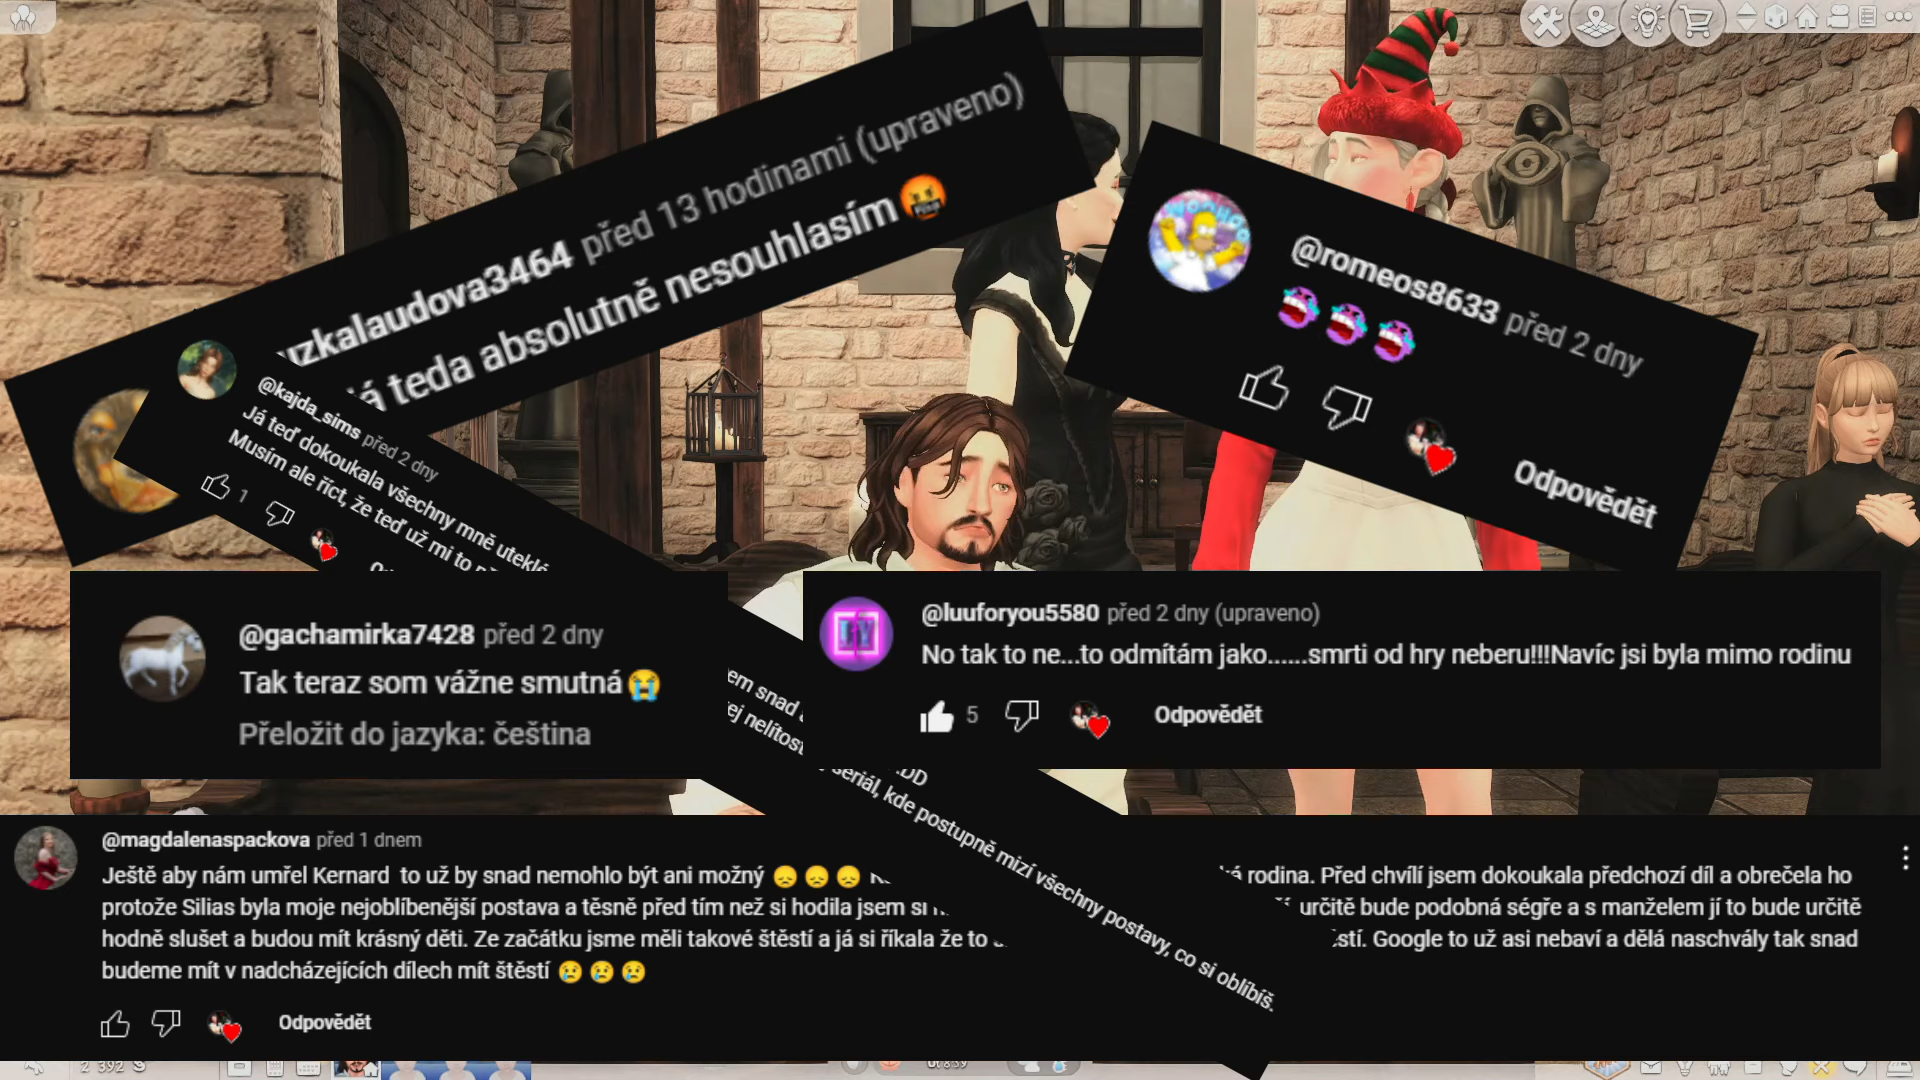 uzkalaudova3464 před 13 hodinami (upraveno)
já teda absolutně nesouhlasím🤬
@romeos8633 před 2 dny
Odpovědět
@kajda_sims před 2 dny
Já teď dokoukala všechny mně uteklé
Musím ale říct, že teď už mi to
1
@gachamirka7428 před 2 dny
Tak teraz som vážne smutná😭
Přeložit do jazyka: čeština
@luuforyou5580 před 2 dny (upraveno)
No tak to ne...to odmítám jako......smrti od hry neberu!!!Navíc jsi byla mimo rodinu
5
Odpovědět
snad
seriál, kde postupně mizí všechny postavy, co si oblíbíš.
@magdalenaspackova před 1 dnem
Ještě aby nám umřel Kernard to už by snad nemohlo být ani možný 😞 😞 😞 rodina. Před chvílí jsem dokoukala předchozí díl a obrečela ho
protože Silias byla moje nejoblíbenější postava a těsně před tím než si hodila jsem si určitě bude podobná ségře a s manželem jí to bude určitě
hodně slušet a budou mít krásný děti. Ze začátku jsme měli takové štěstí a já si říkala že to Google to už asi nebaví a dělá naschvály tak snad
budeme mít v nadcházejících dílech mít štěstí 😢 😢 😢
Odpovědět
2 392